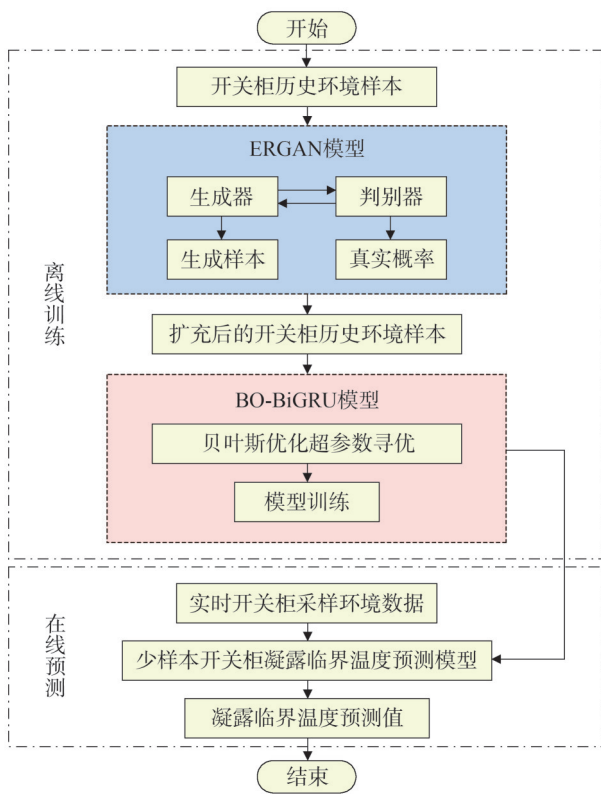 开始
开关柜历史环境样本
ERGAN模型
生成器
判别器
生成样本
真实概率
离线训练
扩充后的开关柜历史环境样本
BO-BiGRU模型
贝叶斯优化超参数寻优
模型训练
在线预测
实时开关柜采样环境数据
少样本开关柜凝露临界温度预测模型
凝露临界温度预测值
结束